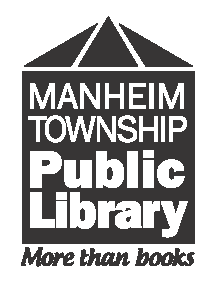 MANHEIM
TOWNSHIP
Public
Library
More than books